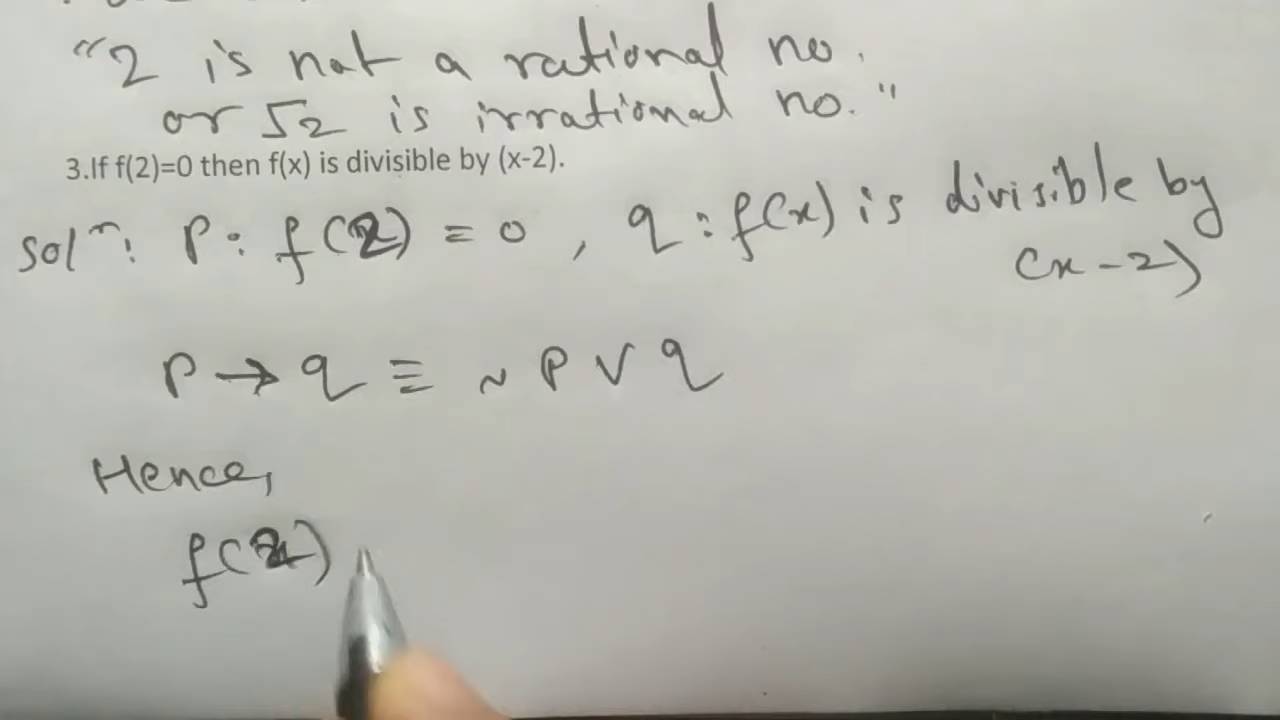 "2 is not a rational no.
or √2 is irrational no."
3.If f(2)=0 then f(x) is divisible by (x-2).
Solⁿ: P: f(2) = 0, q: f(x) is divisible by
(x-2)
P → q ≡ ~P ∨ q
Hence,
f(2)